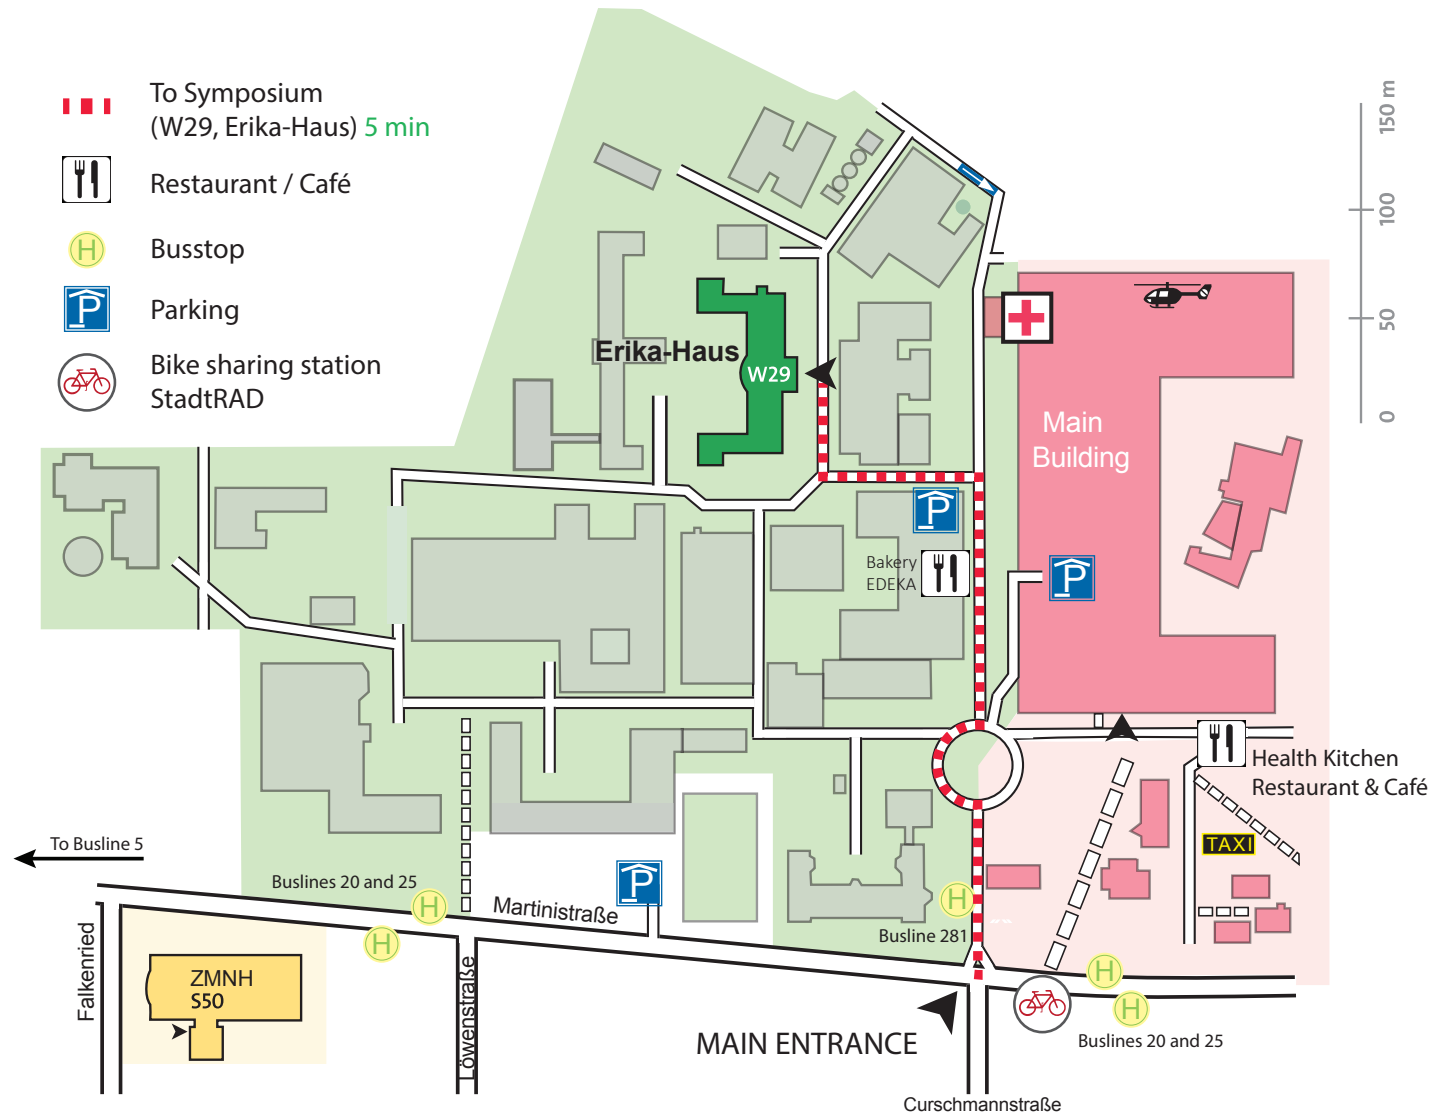 To Symposium
(W29, Erika-Haus) 5 min
Restaurant / Café
H
Busstop
P
Parking
Bike sharing station
StadtRAD
150 m
100
50
0
Erika-Haus
W29
Main
Building
P
Bakery
EDEKA
P
Health Kitchen
Restaurant & Café
TAXI
To Busline 5
Buslines 20 and 25
H
H
P
Martinistraße
H
Busline 281
Falkenried
ZMNH
S50
Löwenstraße
MAIN ENTRANCE
H
H
Buslines 20 and 25
Curschmannstraße